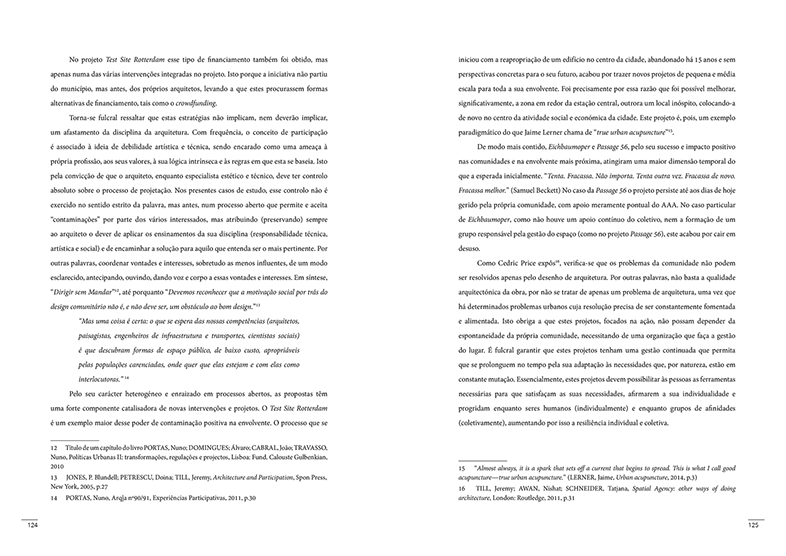 No projeto Test Site Rotterdam esse tipo de financiamento também foi obtido, mas
apenas numa das várias intervenções integradas no projeto. Isto porque a iniciativa não partiu
do município, mas antes, dos próprios arquitetos, levando a que estes procurassem formas
alternativas de financiamento, tais como o crowdfunding.
Torna-se fulcral ressaltar que estas estratégias não implicam, nem deverão implicar,
um afastamento da disciplina da arquitetura. Com frequência, o conceito de participação
é associado à ideia de debilidade artística e técnica, sendo encarado como uma ameaça à
própria profissão, aos seus valores, à sua lógica intrínseca e às regras em que esta se baseia. Isto
pela convicção de que o arquiteto, enquanto especialista estético e técnico, deve ter controlo
absoluto sobre o processo de projetação. Nos presentes casos de estudo, esse controlo não é
exercido no sentido estrito da palavra, mas antes, num processo aberto que permite e aceita
“contaminações” por parte dos vários interessados, mas atribuindo (preservando) sempre
ao arquiteto o dever de aplicar os ensinamentos da sua disciplina (responsabilidade técnica,
artística e social) e de encaminhar a solução para aquilo que entenda ser o mais pertinente. Por
outras palavras, coordenar vontades e interesses, sobretudo as menos influentes, de um modo
esclarecido, antecipando, ouvindo, dando voz e corpo a essas vontades e interesses. Em síntese,
“Dirigir sem Mandar”12, até porquanto “Devemos reconhecer que a motivação social por trás do
design comunitário não é, e não deve ser, um obstáculo ao bom design.”13
“Mas uma coisa é certa: o que se espera das nossas competências (arquitetos,
paisagistas, engenheiros de infraestrutura e transportes, cientistas sociais)
é que descubram formas de espaço público, de baixo custo, apropriáveis
pelas populações carenciadas, onde quer que elas estejam e com elas como
interlocutoras.” 14
Pelo seu carácter heterogéneo e enraizado em processos abertos, as propostas têm
uma forte componente catalisadora de novas intervenções e projetos. O Test Site Rotterdam
é um exemplo maior desse poder de contaminação positiva na envolvente. O processo que se
12 Título de um capítulo do livro PORTAS, Nuno; DOMINGUES; Álvaro; CABRAL, João; TRAVASSO,
Nuno, Políticas Urbanas II: transformações, regulações e projectos, Lisboa: Fund. Calouste Gulbenkian,
2010
13 JONES, P. Blundell; PETRESCU, Doina; TILL, Jeremy, Architecture and Participation, Spon Press,
New York, 2005, p.27
14 PORTAS, Nuno, Arq|a nº90/91, Experiências Participativas, 2011, p.30
124
iniciou com a reapropriação de um edifício no centro da cidade, abandonado há 15 anos e sem
perspectivas concretas para o seu futuro, acabou por trazer novos projetos de pequena e média
escala para toda a sua envolvente. Foi precisamente por essa razão que foi possível melhorar,
significativamente, a zona em redor da estação central, outrora um local inóspito, colocando-a
de novo no centro da atividade social e económica da cidade. Este projeto é, pois, um exemplo
paradigmático do que Jaime Lerner chama de “true urban acupuncture”15.
De modo mais contido, Eichbaumoper e Passage 56, pelo seu sucesso e impacto positivo
nas comunidades e na envolvente mais próxima, atingiram uma maior dimensão temporal do
que a esperada inicialmente. “Tenta. Fracassa. Não importa. Tenta outra vez. Fracassa de novo.
Fracassa melhor.” (Samuel Beckett) No caso da Passage 56 o projeto persiste até aos dias de hoje
gerido pela própria comunidade, com apoio meramente pontual do AAA. No caso particular
de Eichbaumoper, como não houve um apoio contínuo do coletivo, nem a formação de um
grupo responsável pela gestão do espaço (como no projeto Passage 56), este acabou por cair em
desuso.
Como Cedric Price expôs16, verifica-se que os problemas da comunidade não podem
ser resolvidos apenas pelo desenho de arquitetura. Por outras palavras, não basta a qualidade
arquitectónica da obra, por não se tratar de apenas um problema de arquitetura, uma vez que
há determinados problemas urbanos cuja resolução precisa de ser constantemente fomentada
e alimentada. Isto obriga a que estes projetos, focados na ação, não possam depender da
espontaneidade da própria comunidade, necessitando de uma organização que faça a gestão
do lugar. É fulcral garantir que estes projetos tenham uma gestão continuada que permita
que se prolonguem no tempo pela sua adaptação às necessidades que, por natureza, estão em
constante mutação. Essencialmente, estes projetos devem possibilitar às pessoas as ferramentas
necessárias para que satisfaçam as suas necessidades, afirmarem a sua individualidade e
progridam enquanto seres humanos (individualmente) e enquanto grupos de afinidades
(coletivamente), aumentando por isso a resiliência individual e coletiva.
15 “Almost always, it is a spark that sets off a current that begins to spread. This is what I call good
acupuncture—true urban acupuncture.” (LERNER, Jaime, Urban acupuncture, 2014, p.3)
16 TILL, Jeremy; AWAN, Nishat; SCHNEIDER, Tatjana, Spatial Agency: other ways of doing
architecture, London: Routledge, 2011, p.31
125